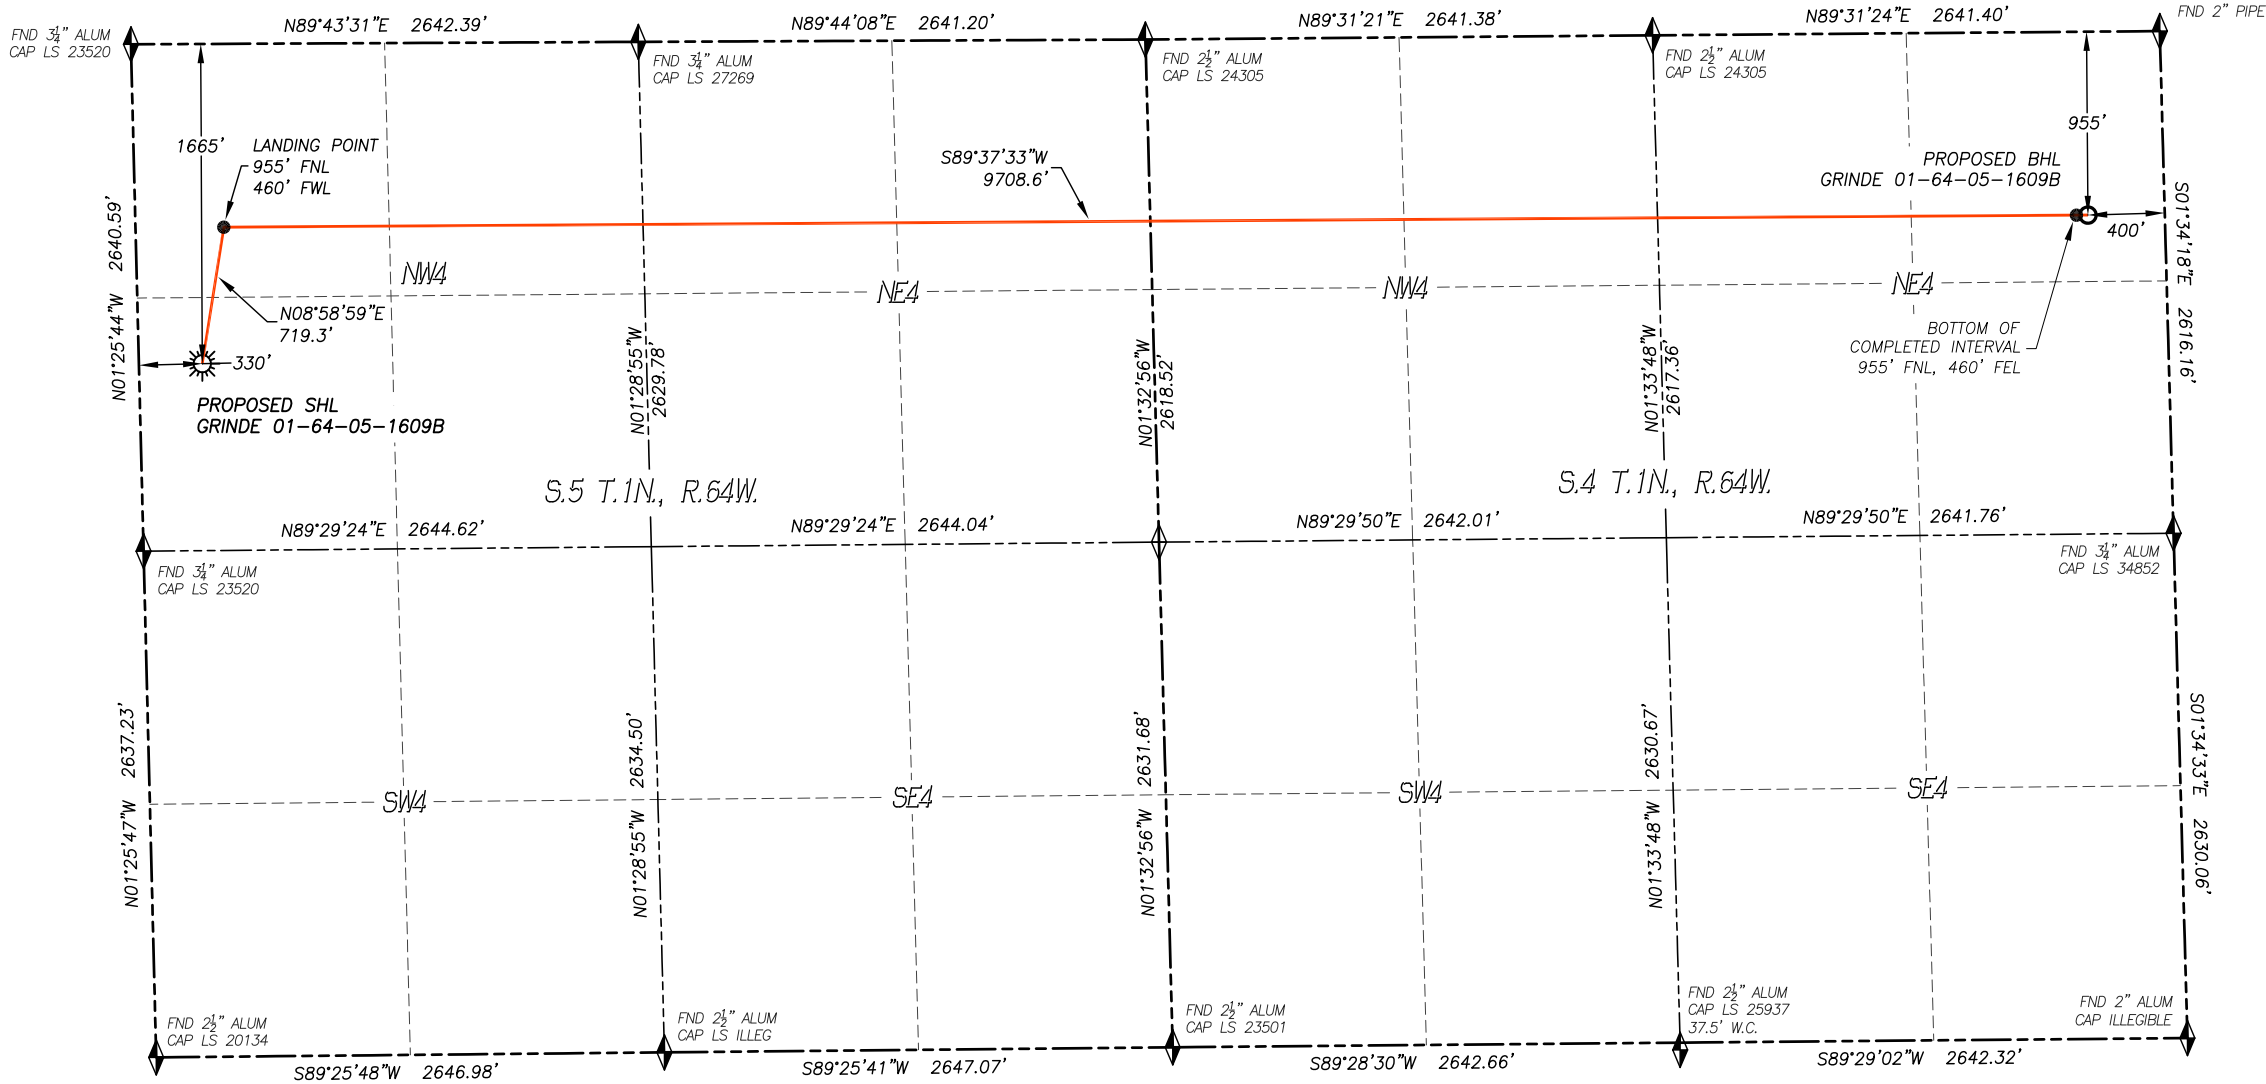 N89°43'31"E 2642.39'
N89°44'08"E 2641.20'
N89°31'21"E 2641.38'
N89°31'24"E 2641.40'
FND 2" PIPE
FND 3¼" ALUM
CAP LS 23520
FND 3¼" ALUM
CAP LS 27269
FND 2½" ALUM
CAP LS 24305
FND 2½" ALUM
CAP LS 24305
1665'
LANDING POINT
955' FNL
460' FWL
S89°37'33"W
9708.6'
955'
PROPOSED BHL
GRINDE 01-64-05-1609B
400'
N01°25'44"W 2640.59'
S01°34'18"E 2616.16'
NW4
NE4
NW4
NE4
N08°58'59"E
719.3'
330'
BOTTOM OF
COMPLETED INTERVAL
955' FNL, 460' FEL
N01°28'55"W
2629.78'
N01°32'56"W
2618.52'
N01°33'48"W
2617.36'
PROPOSED SHL
GRINDE 01-64-05-1609B
S.5 T.1N., R.64W.
S.4 T.1N., R.64W.
N89°29'24"E 2644.62'
N89°29'24"E 2644.04'
N89°29'50"E 2642.01'
N89°29'50"E 2641.76'
FND 3¼" ALUM
CAP LS 23520
FND 3¼" ALUM
CAP LS 34852
N01°25'47"W 2637.23'
N01°28'55"W 2634.50'
N01°32'56"W 2631.68'
N01°33'48"W 2630.67'
S01°34'33"E 2630.06'
SW4
SE4
SW4
SE4
FND 2½" ALUM
CAP LS 20134
FND 2½" ALUM
CAP LS ILLEG
FND 2½" ALUM
CAP LS 23501
FND 2½" ALUM
CAP LS 25937
37.5' W.C.
FND 2" ALUM
CAP ILLEGIBLE
S89°25'48"W 2646.98'
S89°25'41"W 2647.07'
S89°28'30"W 2642.66'
S89°29'02"W 2642.32'